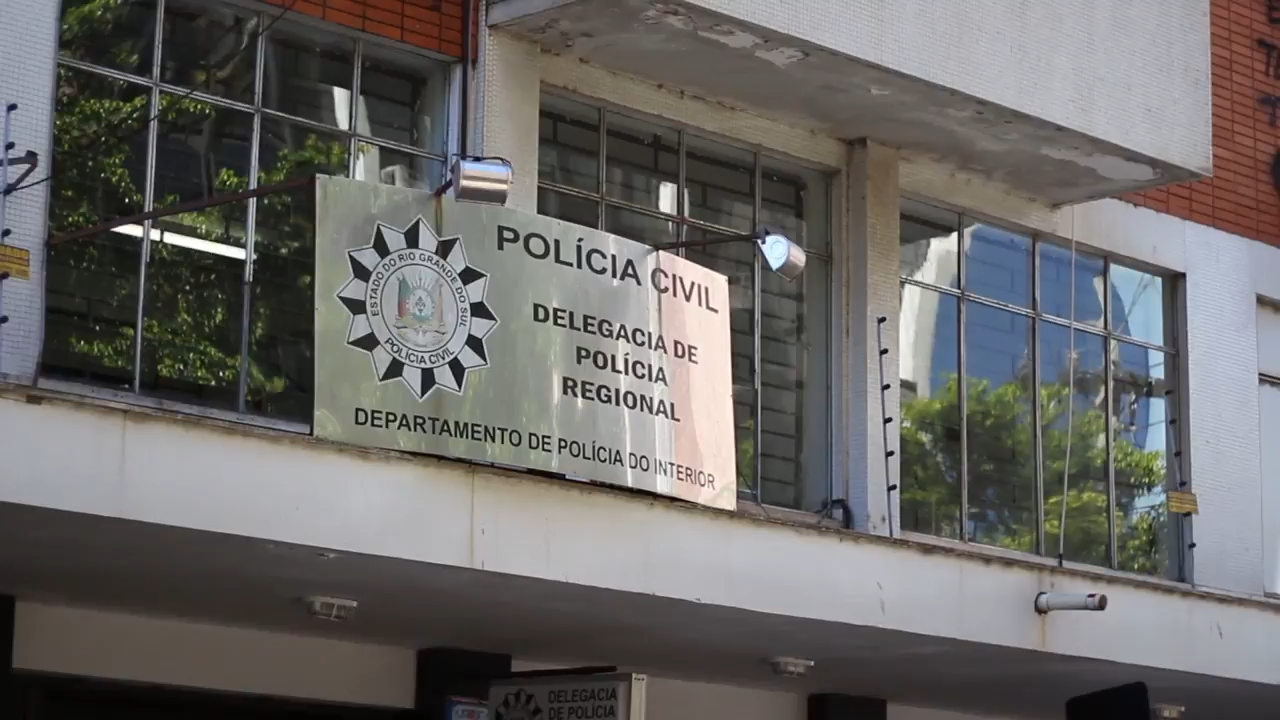 POLÍCIA CIVIL
ESTADO DO RIO GRANDE DO SUL
POLÍCIA CIVIL
DELEGACIA DE
POLÍCIA
REGIONAL
DEPARTAMENTO DE POLÍCIA DO INTERIOR
DELEGACIA
DE POLÍCIA